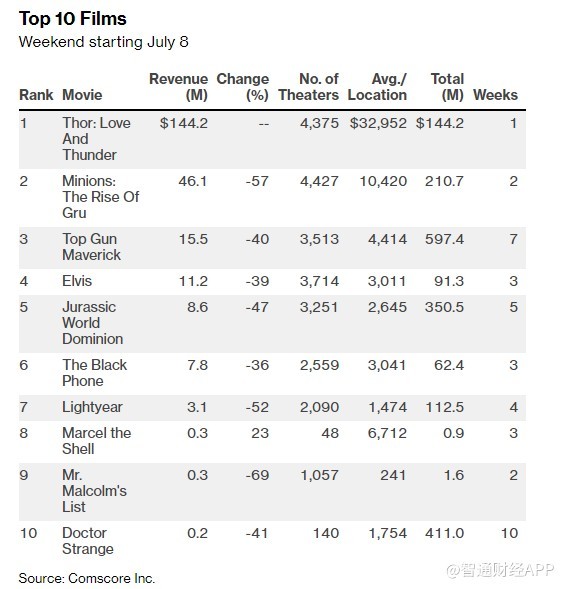 Top 10 Films
Weekend starting July 8
Revenue Change No. of Avg./ Total
Rank Movie (M) (%) Theaters Location (M) Weeks
1 Thor: Love $144.2 -- 4,375 $32,952 $144.2 1
And
Thunder
2 Minions: 46.1 -57 4,427 10,420 210.7 2
The Rise Of
Gru
3 Top Gun 15.5 -40 3,513 4,414 597.4 7
Maverick
4 Elvis 11.2 -39 3,714 3,011 91.3 3
5 Jurassic 8.6 -47 3,251 2,645 350.5 5
World
Dominion
6 The Black 7.8 -36 2,559 3,041 62.4 3
Phone
7 Lightyear 3.1 -52 2,090 1,474 112.5 4
8 Marcel the 0.3 23 48 6,712 0.9 3
Shell
9 Mr. 0.3 -69 1,057 241 1.6 2
Malcolm's
List
10 Doctor 0.2 -41 140 1,754 411.0 10
Strange
Source: Comscore Inc.
@智通财经APP